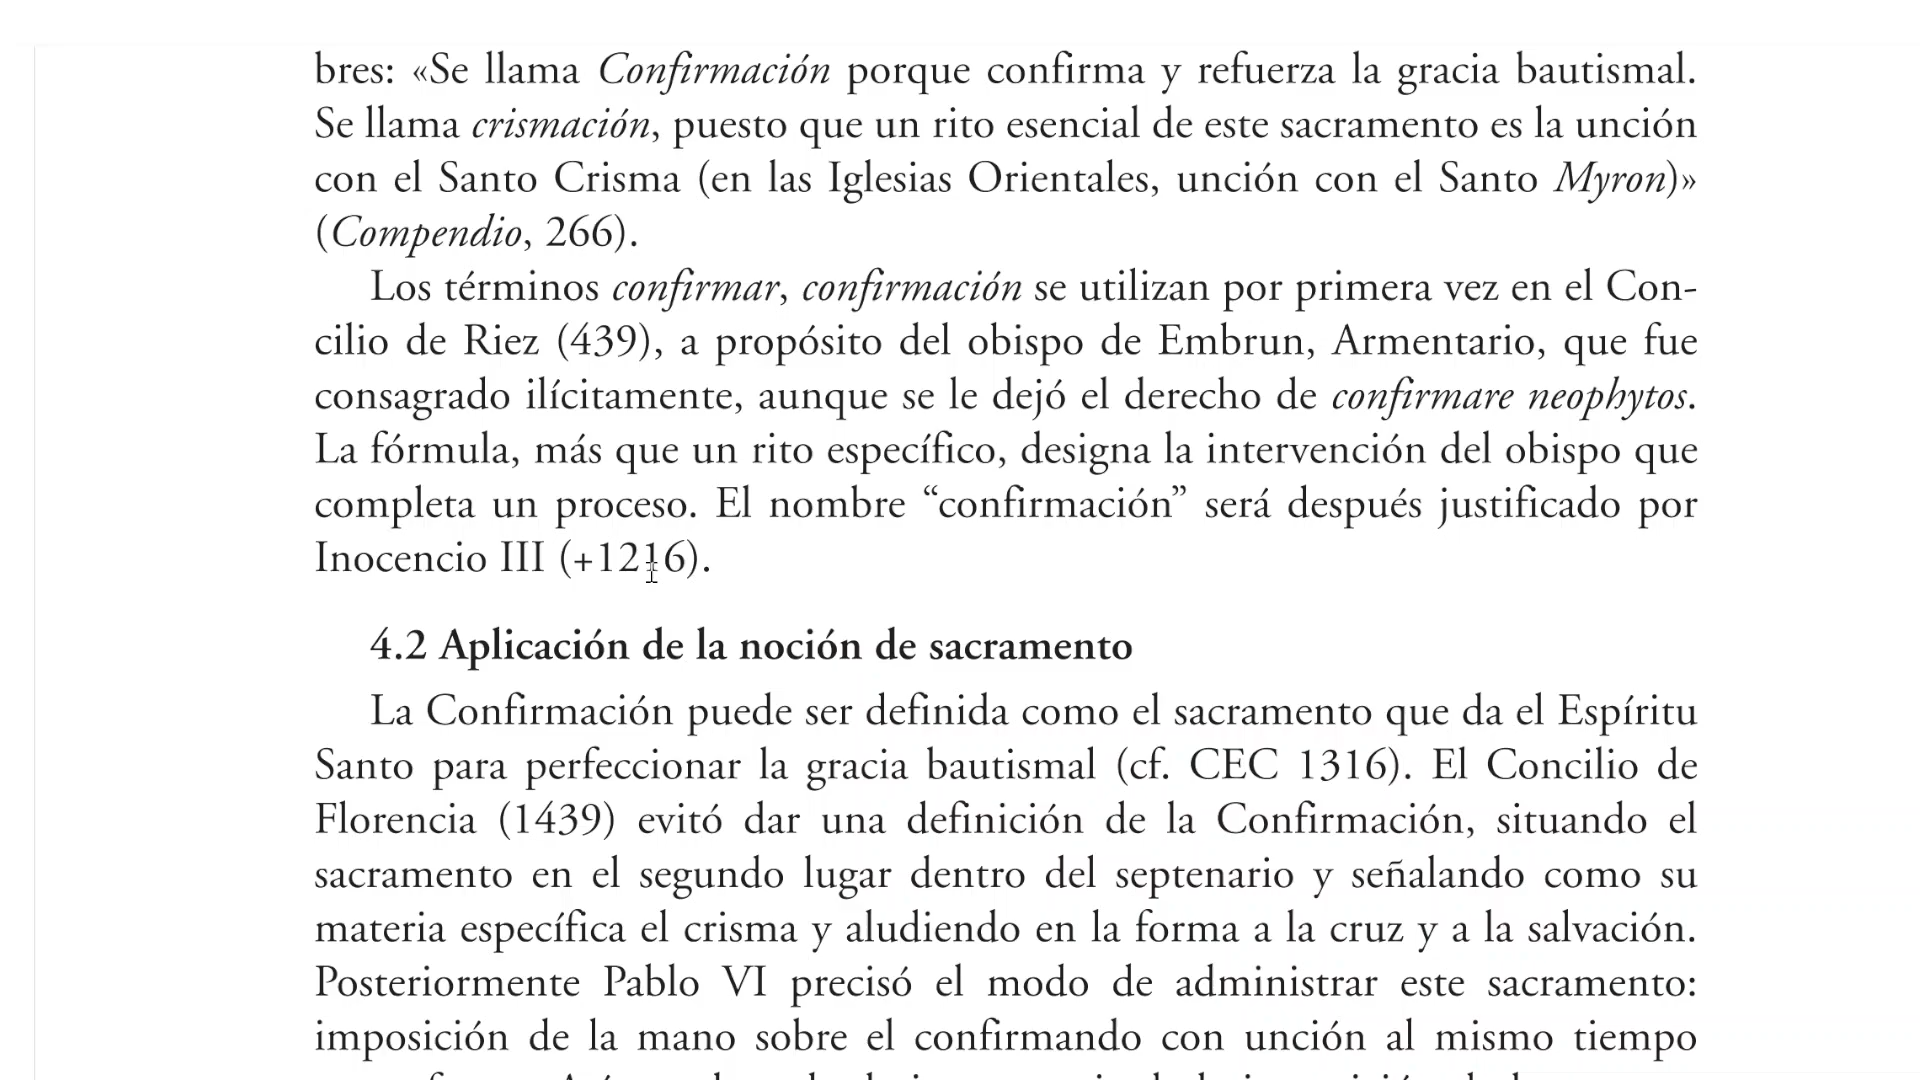 bres: «Se llama Confirmación porque confirma y refuerza la gracia bautismal.
Se llama crismación, puesto que un rito esencial de este sacramento es la unción
con el Santo Crisma (en las Iglesias Orientales, unción con el Santo Myron)»
(Compendio, 266).
Los términos confirmar, confirmación se utilizan por primera vez en el Con-
cilio de Riez (439), a propósito del obispo de Embrun, Armentario, que fue
consagrado ilícitamente, aunque se le dejó el derecho de confirmare neophytos.
La fórmula, más que un rito específico, designa la intervención del obispo que
completa un proceso. El nombre “confirmación” será después justificado por
Inocencio III (+1216).
4.2 Aplicación de la noción de sacramento
La Confirmación puede ser definida como el sacramento que da el Espíritu
Santo para perfeccionar la gracia bautismal (cf. CEC 1316). El Concilio de
Florencia (1439) evitó dar una definición de la Confirmación, situando el
sacramento en el segundo lugar dentro del septenario y señalando como su
materia específica el crisma y aludiendo en la forma a la cruz y a la salvación.
Posteriormente Pablo VI precisó el modo de administrar este sacramento:
imposición de la mano sobre el confirmando con unción al mismo tiempo